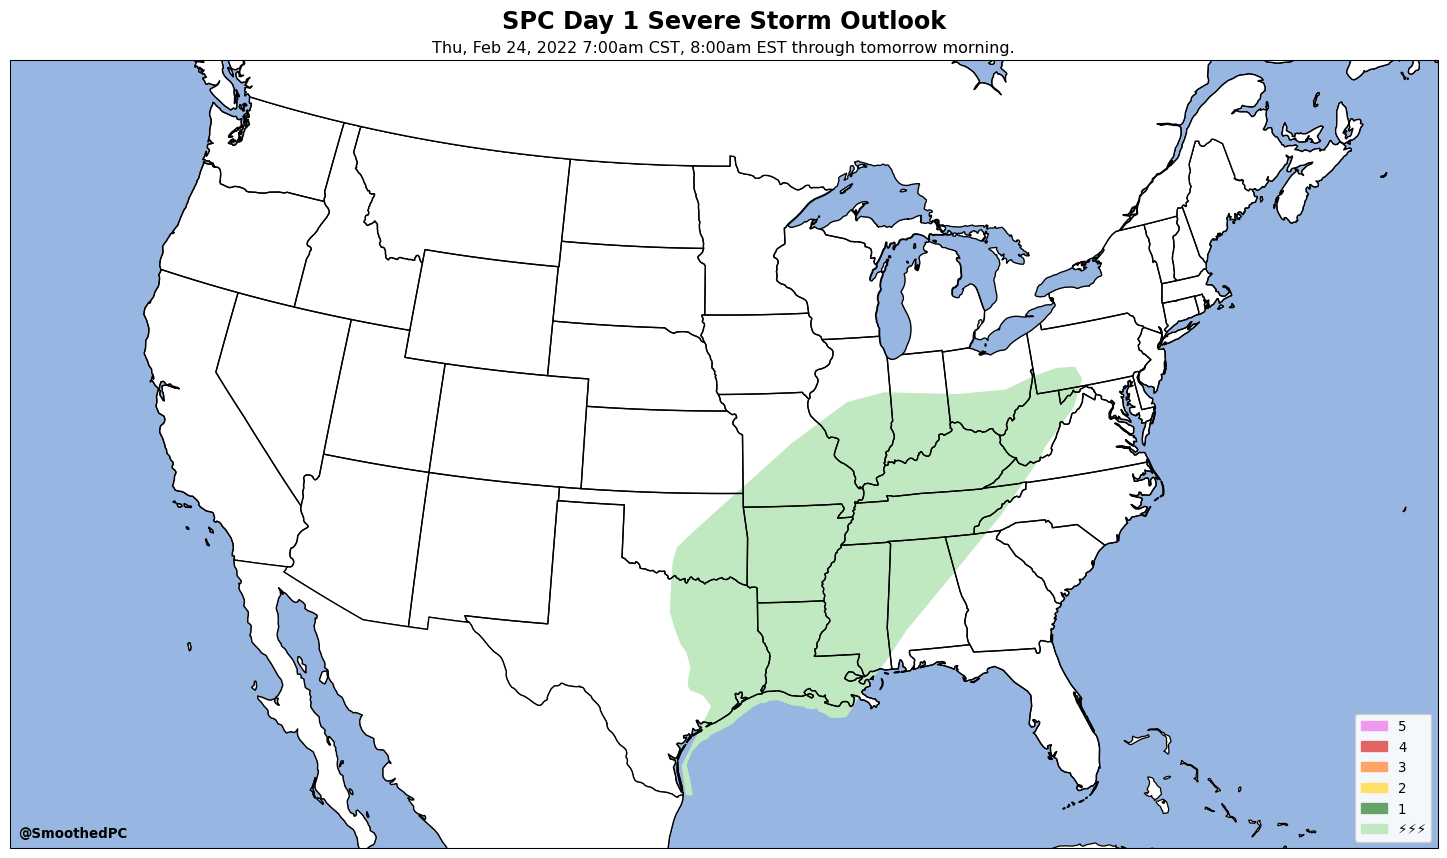 SPC Day 1 Severe Storm Outlook
Thu, Feb 24, 2022 7:00am CST, 8:00am EST through tomorrow morning.
5
4
3
2
1
⚡⚡⚡
@SmoothedPC